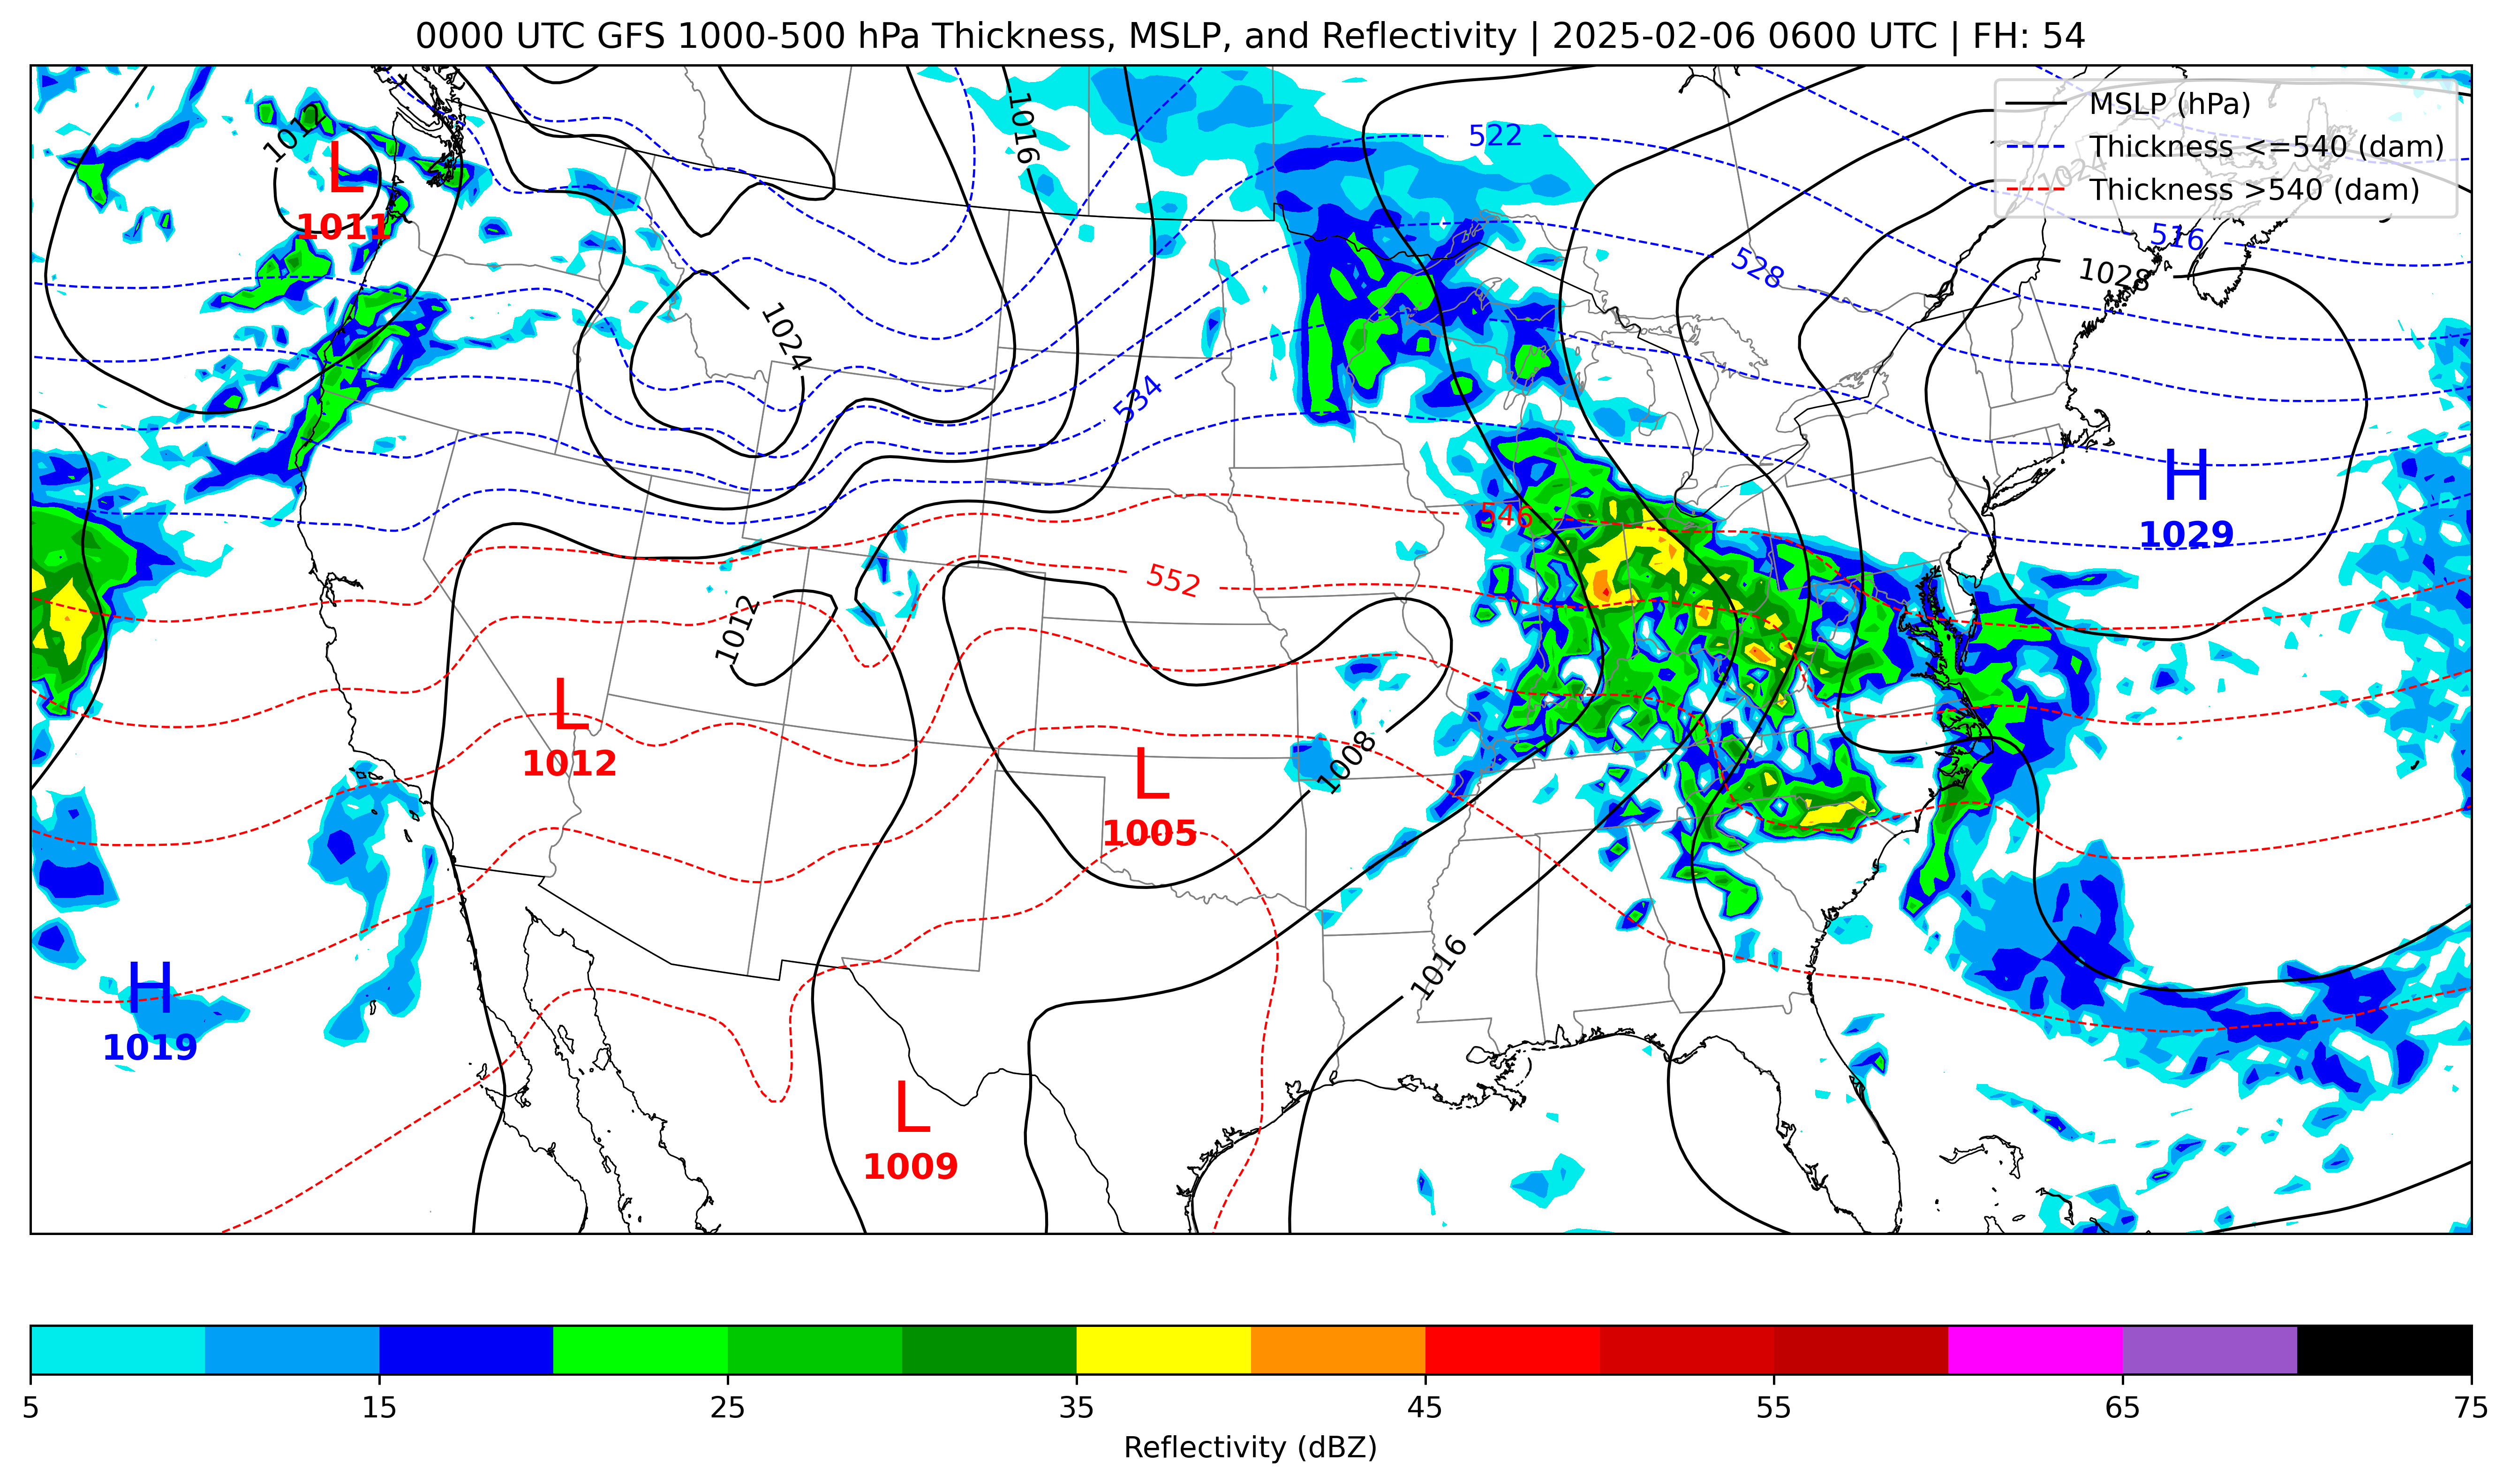 0000 UTC GFS 1000-500 hPa Thickness, MSLP, and Reflectivity | 2025-02-06 0600 UTC | FH: 54
MSLP (hPa)
Thickness <=540 (dam)
Thickness >540 (dam)
1016
1012
522
1024
L
1011
516
528
1028
1024
534
H
1029
546
552
1012
L
1012
1008
L
1005
1016
H
1019
L
1009
5
15
25
35
45
55
65
75
Reflectivity (dBZ)